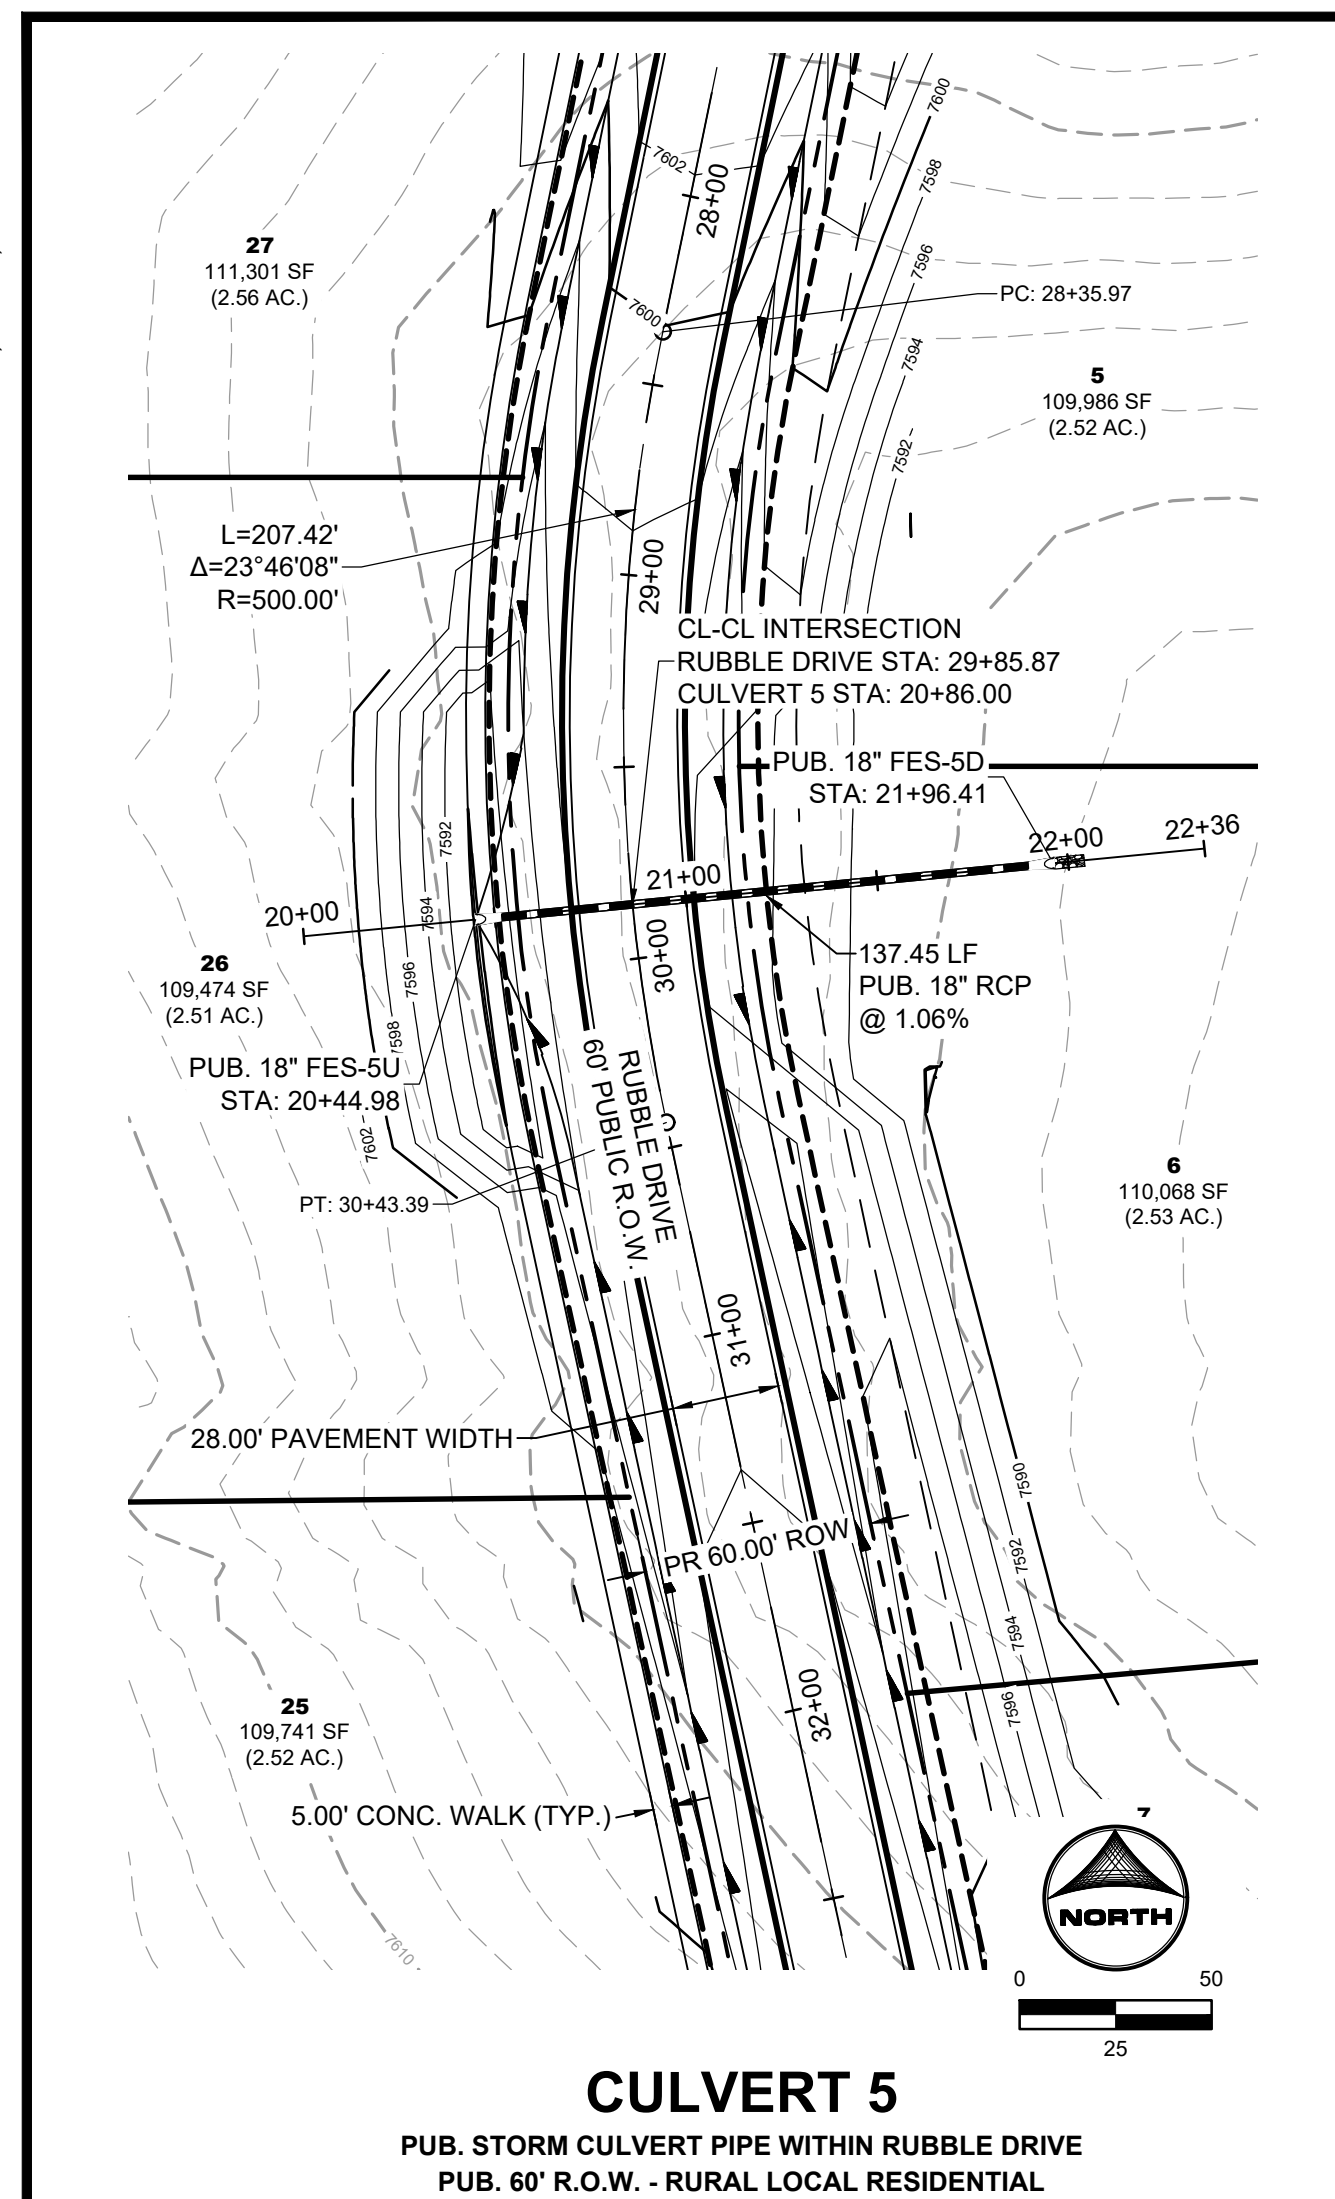 7600
7602
28+00
7598
27
111,301 SF
(2.56 AC.)
7596
PC: 28+35.97
7600
7594
5
109,986 SF
(2.52 AC.)
7592
L=207.42'
Δ=23°46'08"
R=500.00'
29+00
CL-CL INTERSECTION
RUBBLE DRIVE STA: 29+85.87
CULVERT 5 STA: 20+86.00
PUB. 18" FES-5D
STA: 21+96.41
7592
22+00
22+36
21+00
20+00
7594
30+00
26
109,474 SF
(2.51 AC.)
7596
137.45 LF
PUB. 18" RCP
@ 1.06%
7598
PUB. 18" FES-5U
STA: 20+44.98
7602
RUBBLE DRIVE
60' PUBLIC R.O.W.
PT: 30+43.39
6
110,068 SF
(2.53 AC.)
31+00
28.00' PAVEMENT WIDTH
7590
PR 60.00' ROW
7592
7594
32+00
7596
25
109,741 SF
(2.52 AC.)
5.00' CONC. WALK (TYP.)
7
7610
NORTH
0 50
25
CULVERT 5
PUB. STORM CULVERT PIPE WITHIN RUBBLE DRIVE
PUB. 60' R.O.W. - RURAL LOCAL RESIDENTIAL